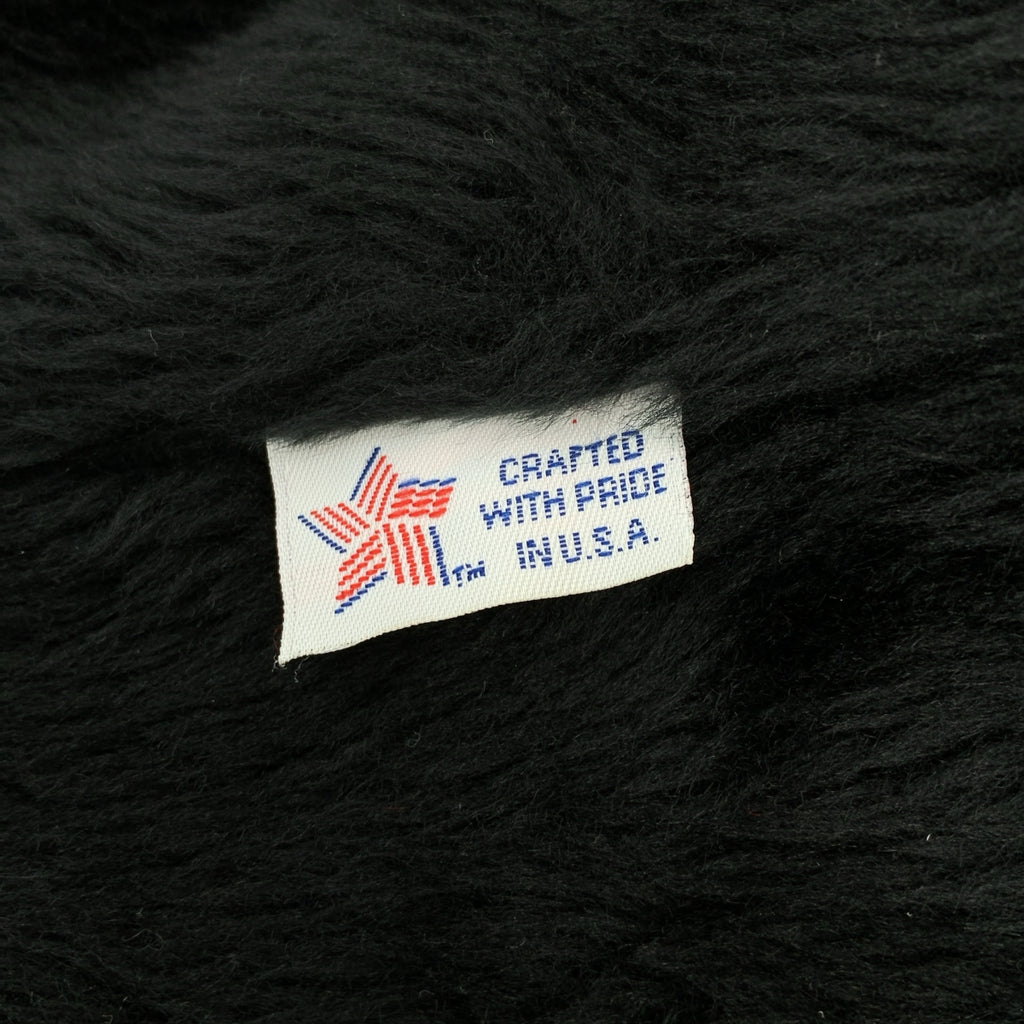 CRAFTED
WITH PRIDE
IN U.S.A.
TM